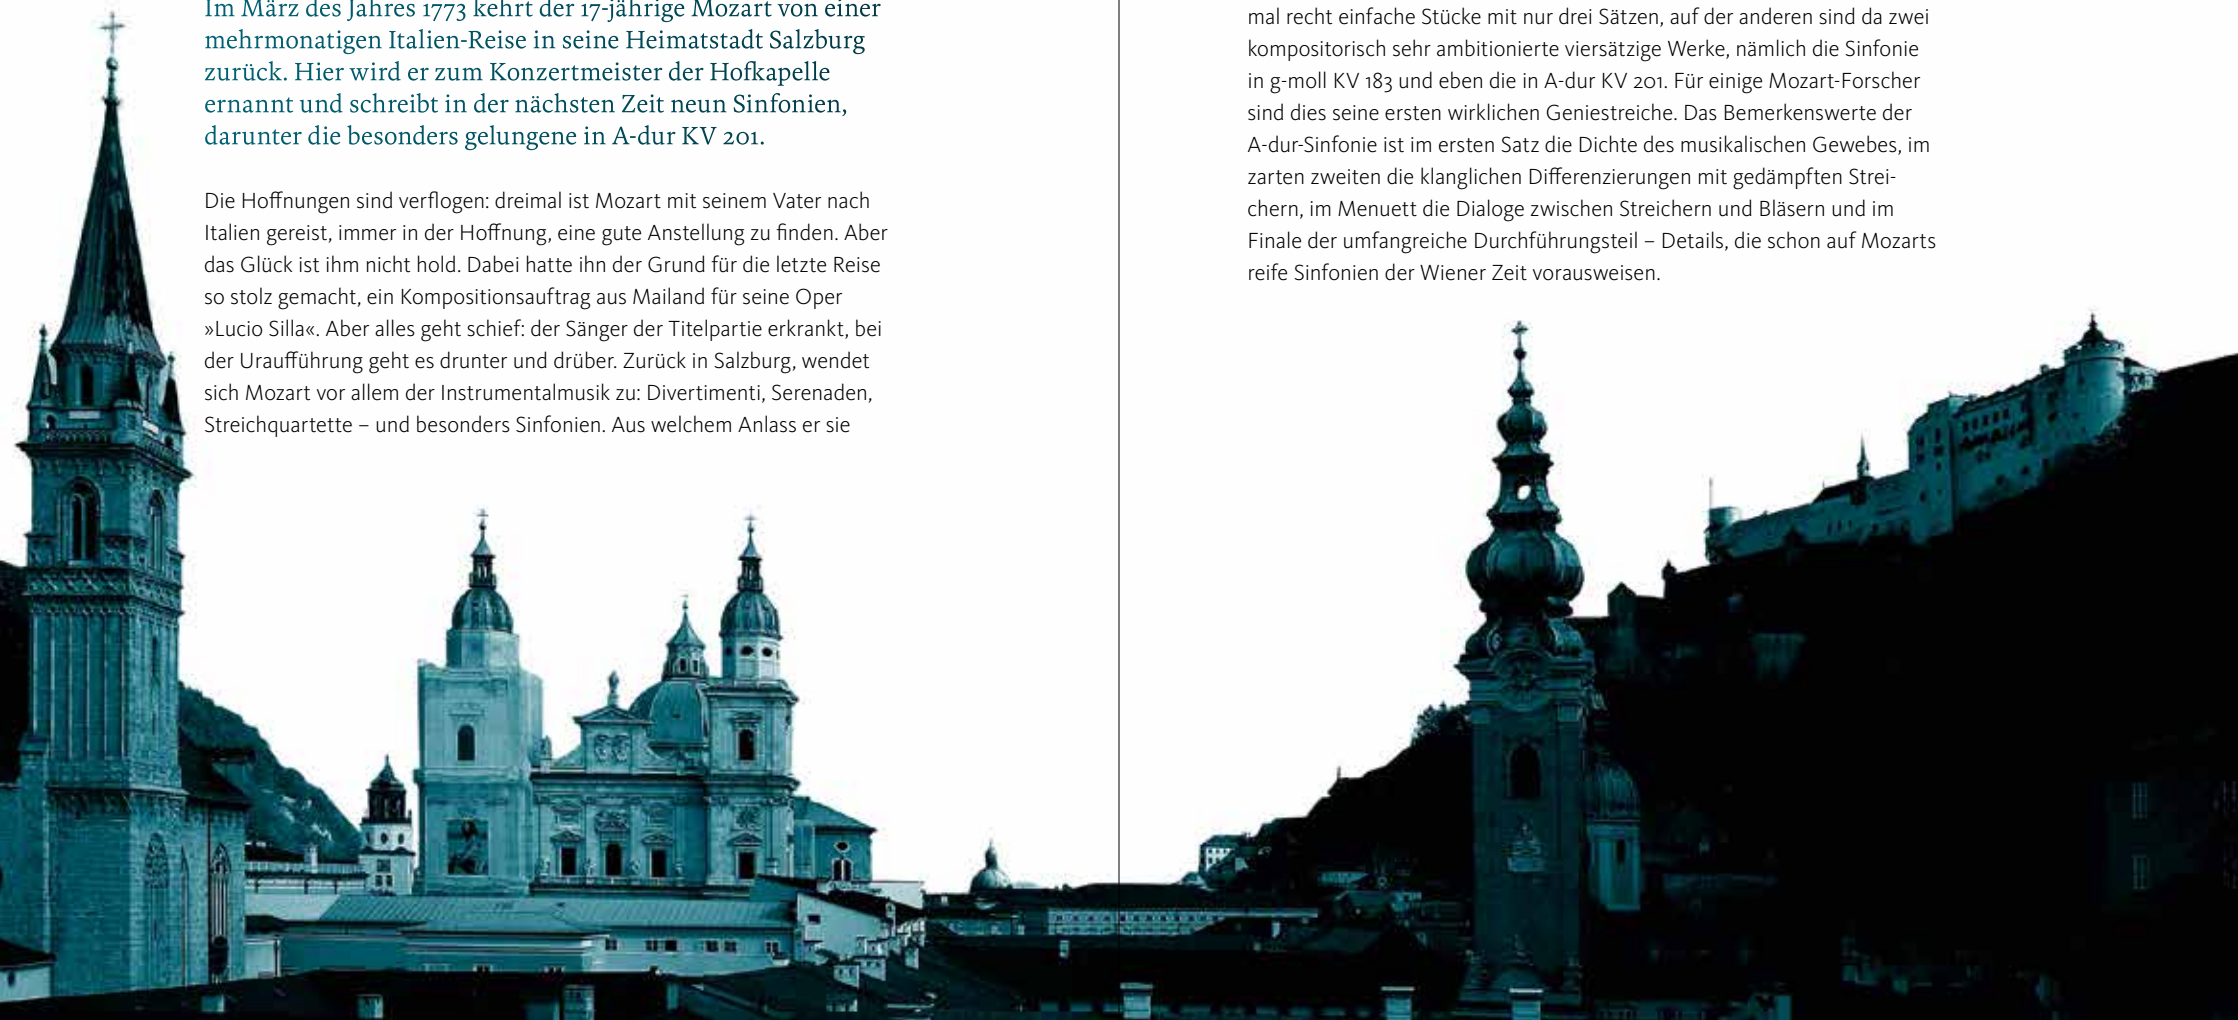 Im März des Jahres 1773 kehrt der 17-jährige Mozart von einer
mehrmonatigen Italien-Reise in seine Heimatstadt Salzburg
zurück. Hier wird er zum Konzertmeister der Hofkapelle
ernannt und schreibt in der nächsten Zeit neun Sinfonien,
darunter die besonders gelungene in A-dur KV 201.
Die Hoffnungen sind verflogen: dreimal ist Mozart mit seinem Vater nach
Italien gereist, immer in der Hoffnung, eine gute Anstellung zu finden. Aber
das Glück ist ihm nicht hold. Dabei hatte ihn der Grund für die letzte Reise
so stolz gemacht, ein Kompositionsauftrag aus Mailand für seine Oper
»Lucio Silla«. Aber alles geht schief: der Sänger der Titelpartie erkrankt, bei
der Uraufführung geht es drunter und drüber. Zurück in Salzburg, wendet
sich Mozart vor allem der Instrumentalmusik zu: Divertimenti, Serenaden,
Streichquartette – und besonders Sinfonien. Aus welchem Anlass er sie
mal recht einfache Stücke mit nur drei Sätzen, auf der anderen sind da zwei
kompositorisch sehr ambitionierte viersätzige Werke, nämlich die Sinfonie
in g-moll KV 183 und eben die in A-dur KV 201. Für einige Mozart-Forscher
sind dies seine ersten wirklichen Geniestreiche. Das Bemerkenswerte der
A-dur-Sinfonie ist im ersten Satz die Dichte des musikalischen Gewebes, im
zarten zweiten die klanglichen Differenzierungen mit gedämpften Strei-
chern, im Menuett die Dialoge zwischen Streichern und Bläsern und im
Finale der umfangreiche Durchführungsteil – Details, die schon auf Mozarts
reife Sinfonien der Wiener Zeit vorausweisen.